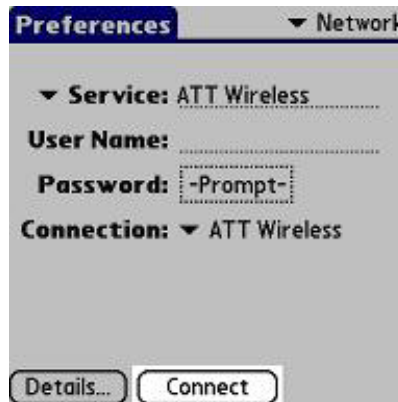 Preferences Network
Service: ATT Wireless
User Name:
Password: -Prompt-
Connection: ATT Wireless
Details... Connect